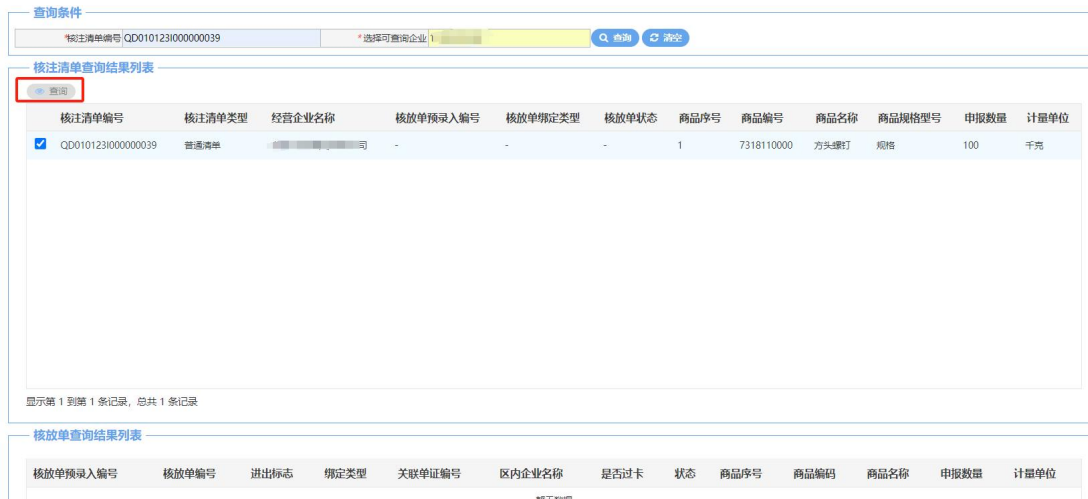 查询条件
*核注清单编号 QD010123I000000039 *选择可查询企业 1 查询 清空
核注清单查询结果列表
查询
核注清单编号 核注清单类型 经营企业名称 核放单预录入编号 核放单绑定类型 核放单状态 商品序号 商品编号 商品名称 商品规格型号 申报数量 计量单位
QD010123I000000039 普通清单 司 - - - 1 7318110000 方头螺钉 规格 100 千克
显示第 1 到第 1 条记录，总共 1 条记录
核放单查询结果列表
核放单预录入编号 核放单编号 进出标志 绑定类型 关联单证编号 区内企业名称 是否过卡 状态 商品序号 商品编码 商品名称 申报数量 计量单位